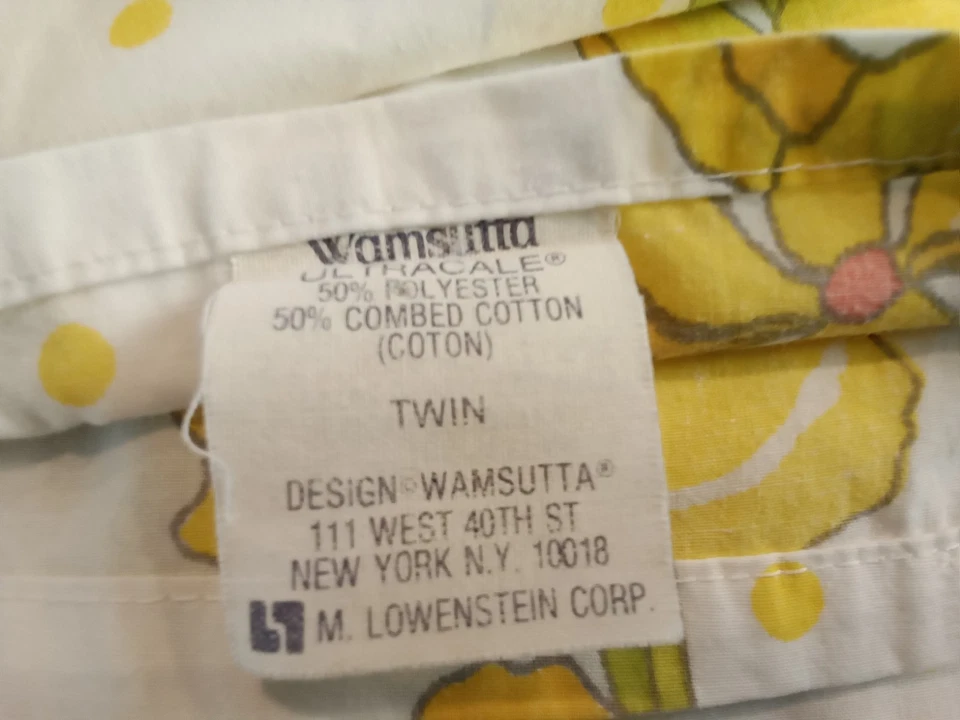 Wamsutta
ULTRACALE®
50% POLYESTER
50% COMBED COTTON
(COTON)
TWIN
DESIGN © WAMSUTTA®
111 WEST 40TH ST
NEW YORK N.Y. 10018
M. LOWENSTEIN CORP.